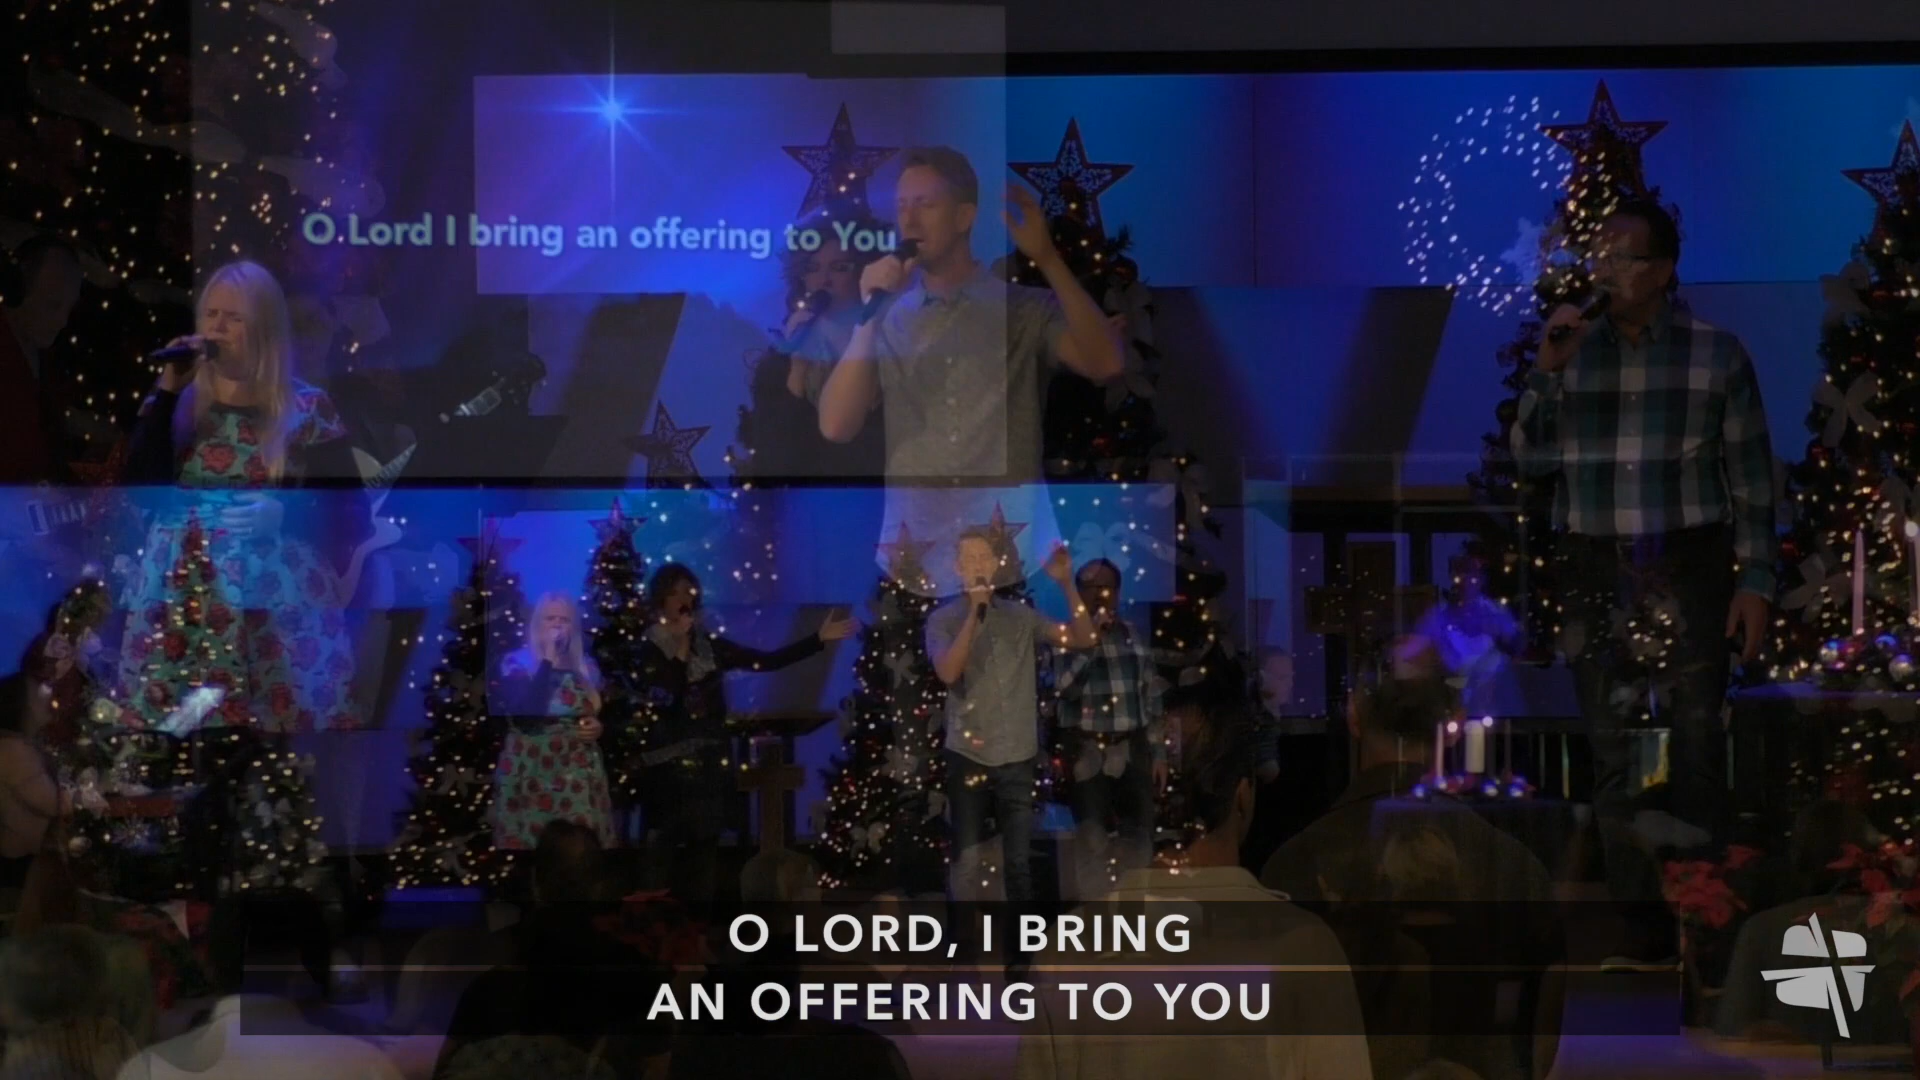 O Lord I bring an offering to You
O LORD, I BRING
AN OFFERING TO YOU